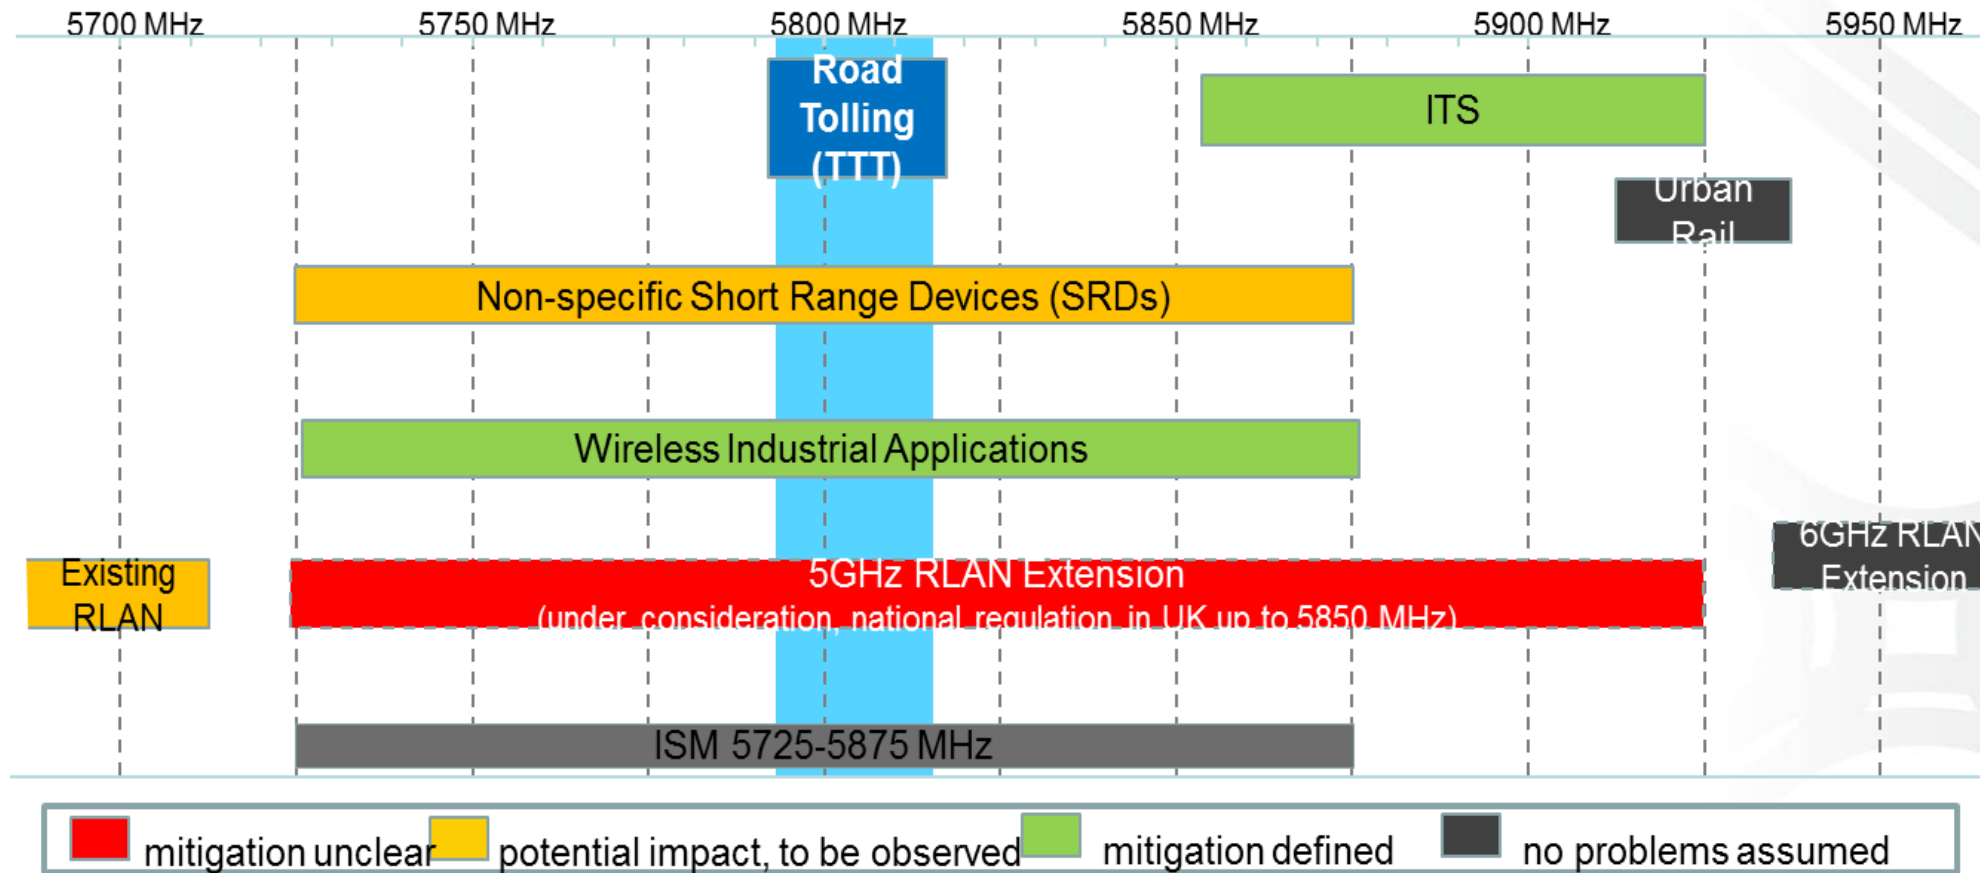 5700 MHz 5750 MHz 5800 MHz 5850 MHz 5900 MHz 5950 MHz
Road
Tolling
(TTT)
ITS
Urban
Rail
Non-specific Short Range Devices (SRDs)
Wireless Industrial Applications
Existing
RLAN
5GHz RLAN Extension
(under consideration, national regulation in UK up to 5850 MHz)
6GHz RLAN
Extension
ISM 5725-5875 MHz
mitigation unclear potential impact, to be observed mitigation defined no problems assumed